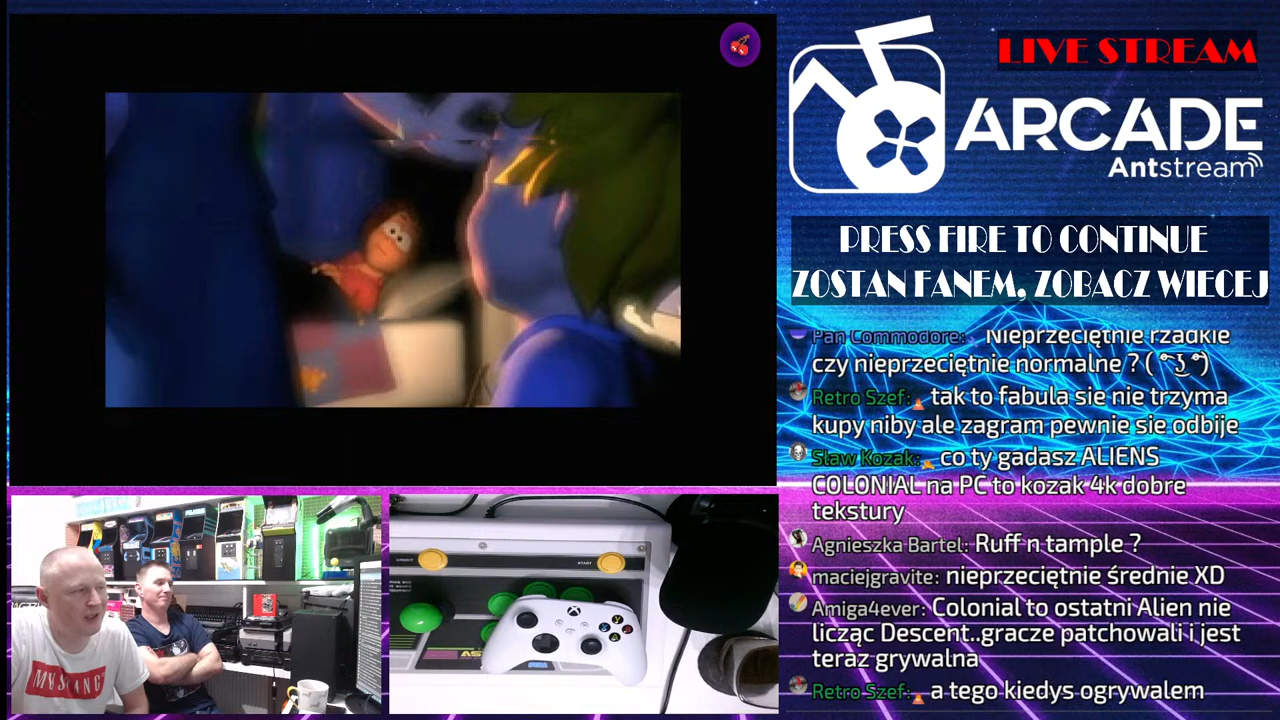 LIVE STREAM
ARCADE
Antstream
PRESS FIRE TO CONTINUE
ZOSTAN FANEM, ZOBACZ WIECEJ
Pan Commodore: Nieprzeciętnie rzadkie
czy nieprzeciętnie normalne ? ( ͡° ͜ʖ ͡°)
Retro Szef: tak to fabula sie nie trzyma
kupy niby ale zagram pewnie sie odbije
Slaw Kozak: co ty gadasz ALIENS
COLONIAL na PC to kozak 4k dobre
tekstury
Agnieszka Bartel: Ruff n tample ?
maciejgravite: nieprzeciętnie średnie XD
Amiga4ever: Colonial to ostatni Alien nie
licząc Descent..gracze patchowali i jest
teraz grywalna
Retro Szef: a tego kiedys ogrywalem
START